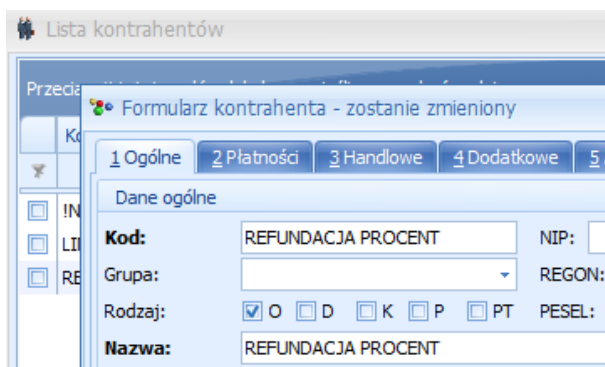 Lista kontrahentów
Formularz kontrahenta - zostanie zmieniony
1 Ogólne 2 Płatności 3 Handlowe 4 Dodatkowe 5
Dane ogólne
Kod: REFUNDACJA PROCENT NIP:
Grupa: REGON:
Rodzaj: O D K P PT PESEL:
Nazwa: REFUNDACJA PROCENT